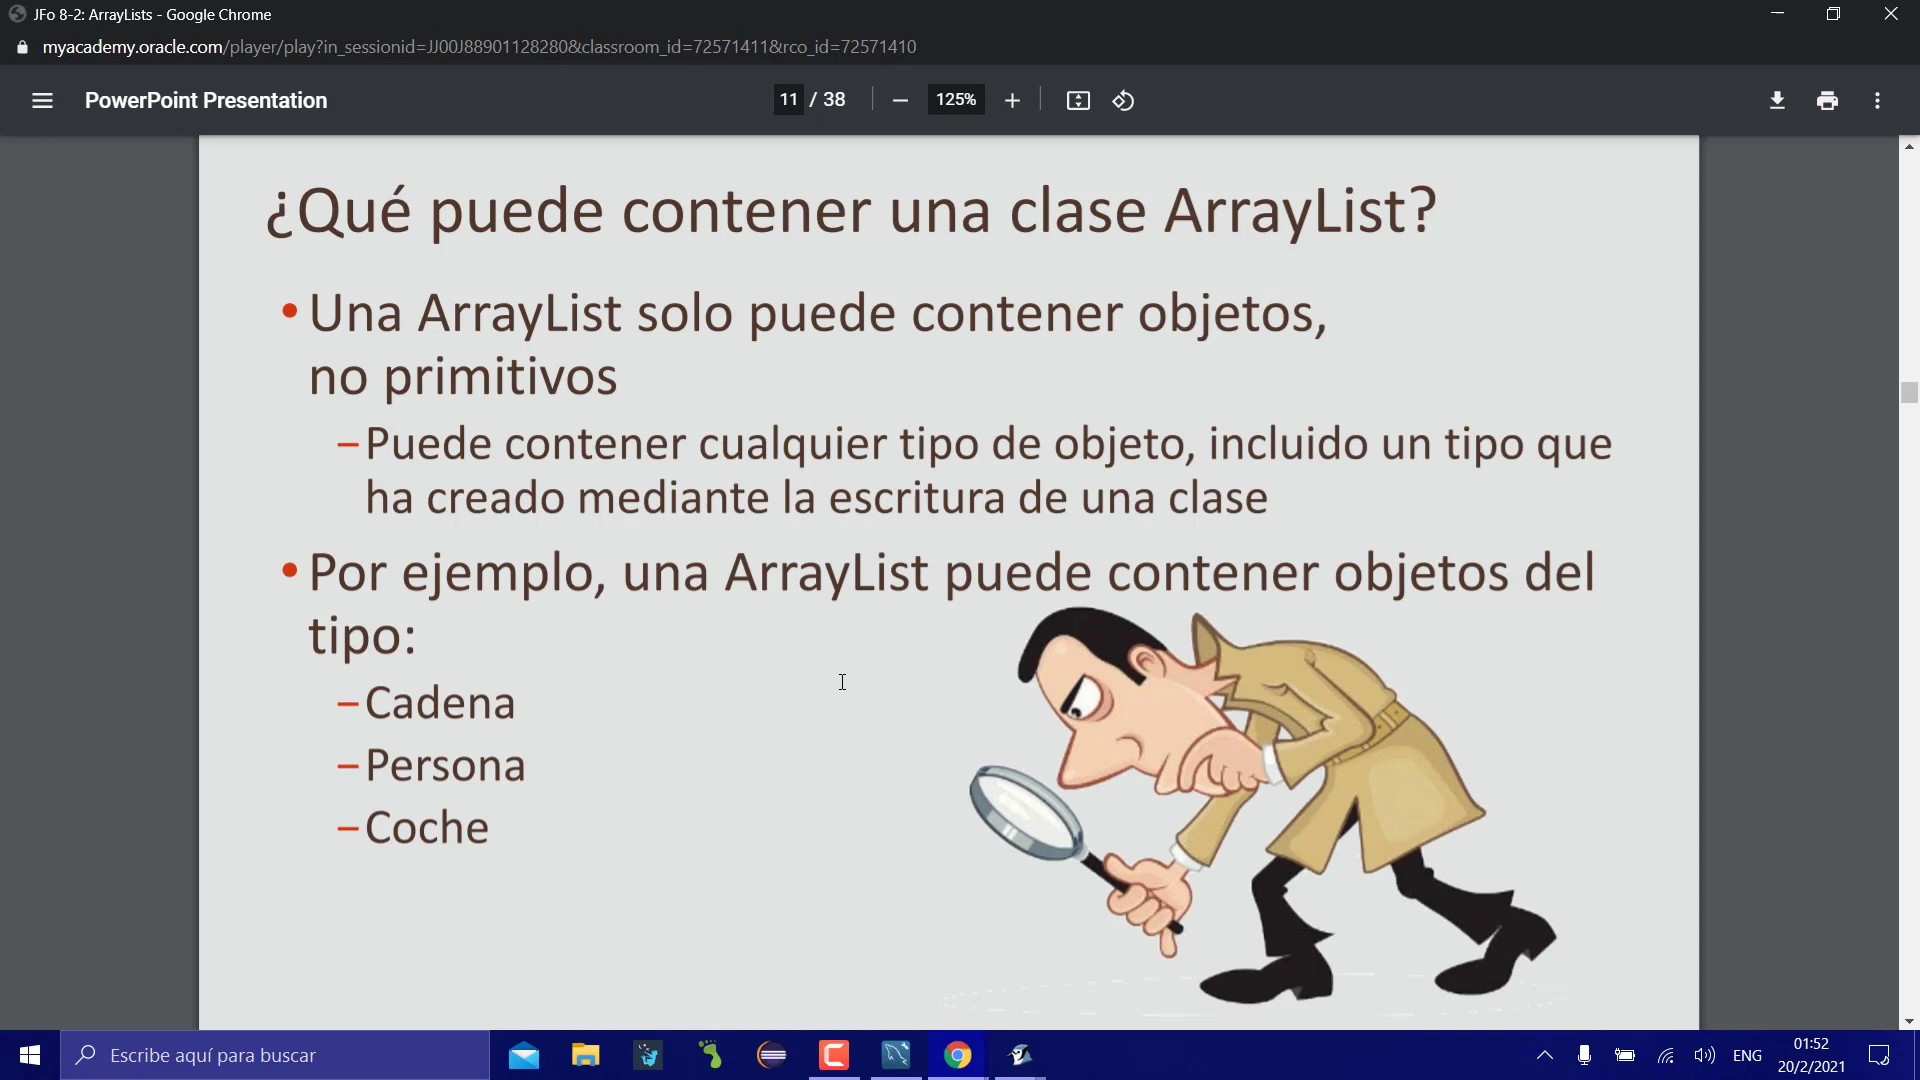 JFo 8-2: ArrayLists - Google Chrome
myacademy.oracle.com/player/play?in_sessionid=JJ00J88901128280&classroom_id=72571411&rco_id=72571410
PowerPoint Presentation
11 / 38
125%
¿Qué puede contener una clase ArrayList?
•Una ArrayList solo puede contener objetos,
no primitivos
–Puede contener cualquier tipo de objeto, incluido un tipo que
ha creado mediante la escritura de una clase
•Por ejemplo, una ArrayList puede contener objetos del
tipo:
–Cadena
–Persona
–Coche
Escribe aquí para buscar
ENG
01:52
20/2/2021